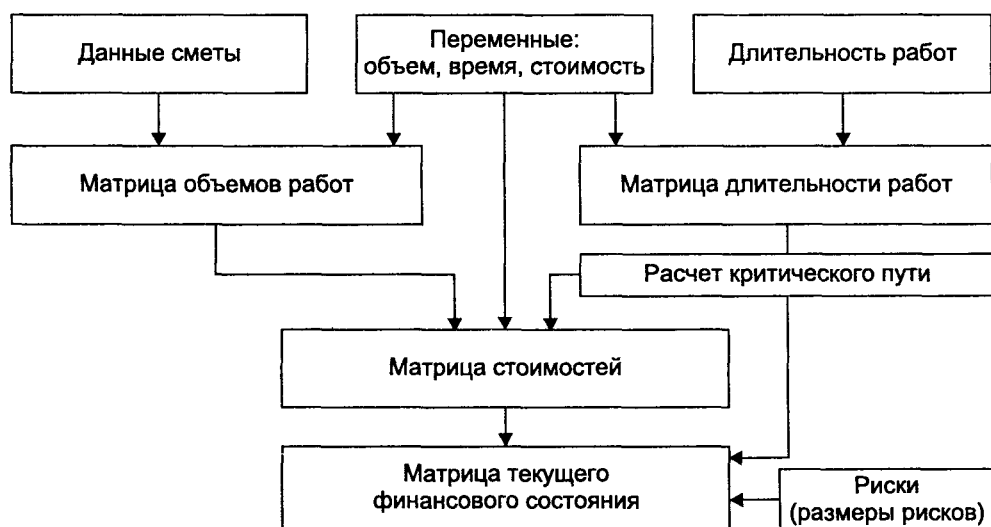 Данные сметы
Переменные:
объем, время, стоимость
Длительность работ
Матрица объемов работ
Матрица длительности работ
Расчет критического пути
Матрица стоимостей
Матрица текущего
финансового состояния
Риски
(размеры рисков)